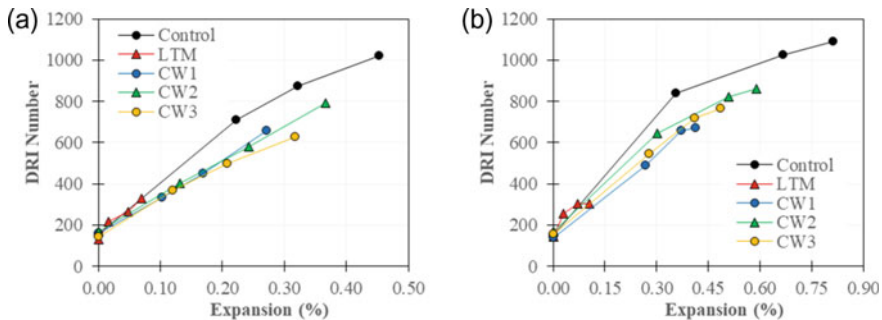 (a)
1200
1000
800
600
400
200
0
DRI Number
Control
LTM
CW1
CW2
CW3
0.00 0.10 0.20 0.30 0.40 0.50
Expansion (%)
(b)
1200
1000
800
600
400
200
0
DRI Number
Control
LTM
CW1
CW2
CW3
0.00 0.15 0.30 0.45 0.60 0.75 0.90
Expansion (%)